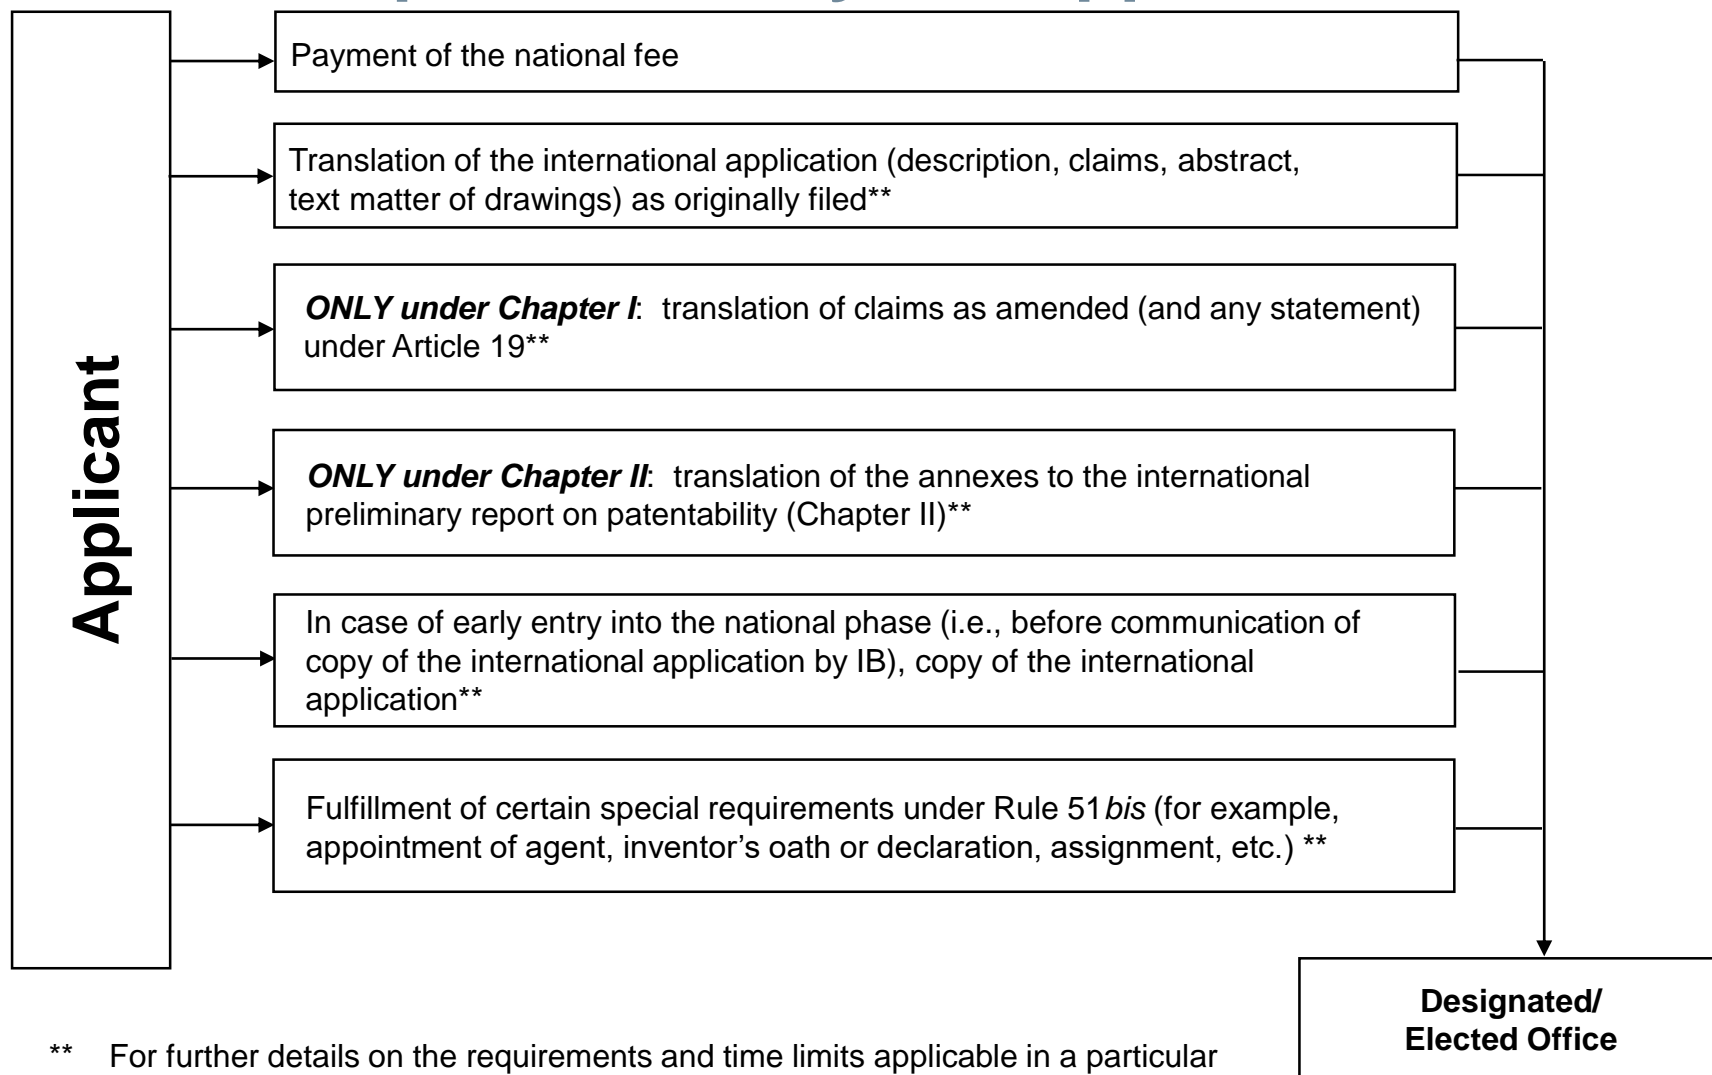 Payment of the national fee
Translation of the international application (description, claims, abstract,
text matter of drawings) as originally filed**
ONLY under Chapter I: translation of claims as amended (and any statement)
under Article 19**
ONLY under Chapter II: translation of the annexes to the international
preliminary report on patentability (Chapter II)**
Applicant
In case of early entry into the national phase (i.e., before communication of
copy of the international application by IB), copy of the international
application**
Fulfillment of certain special requirements under Rule 51bis (for example,
appointment of agent, inventor’s oath or declaration, assignment, etc.) **
Designated/
Elected Office
** For further details on the requirements and time limits applicable in a particular